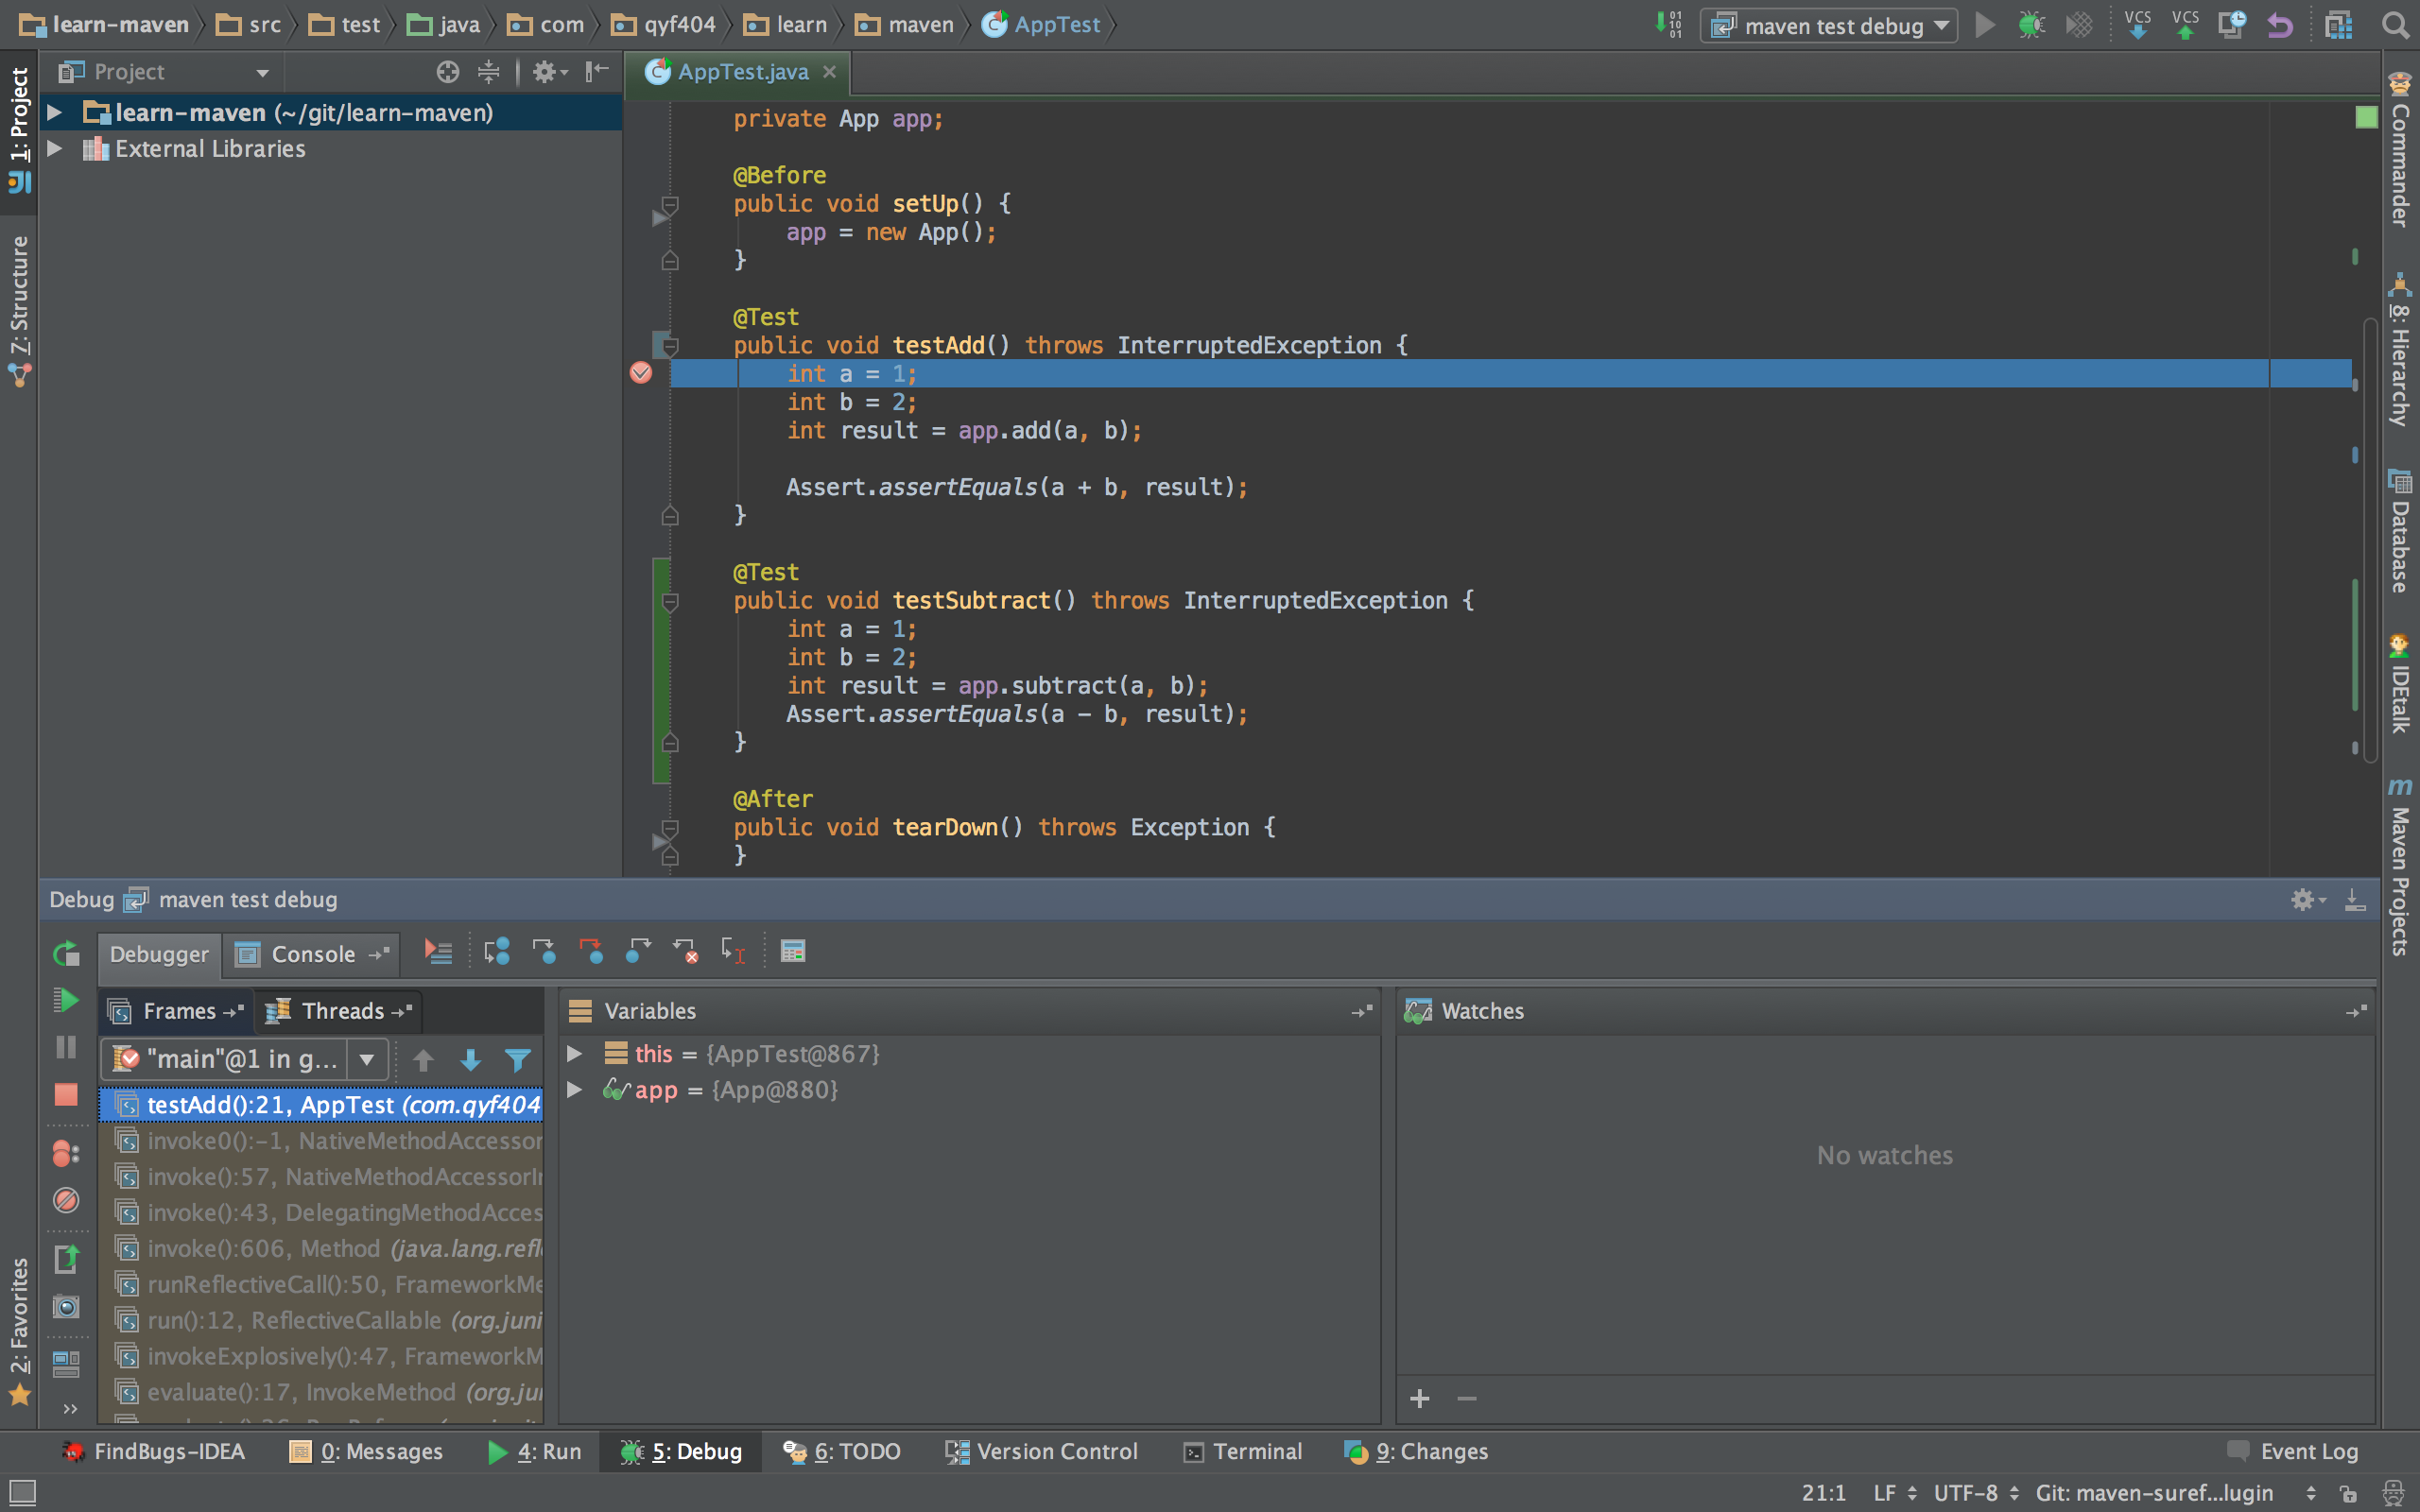 learn-maven src test java com qyf404 learn maven AppTest
maven test debug
VCS VCS
1: Project
7: Structure
2: Favorites
Project
learn-maven (~/git/learn-maven)
External Libraries
AppTest.java
private App app;
@Before
public void setUp() {
app = new App();
}
@Test
public void testAdd() throws InterruptedException {
int a = 1;
int b = 2;
int result = app.add(a, b);
Assert.assertEquals(a + b, result);
}
@Test
public void testSubtract() throws InterruptedException {
int a = 1;
int b = 2;
int result = app.subtract(a, b);
Assert.assertEquals(a - b, result);
}
@After
public void tearDown() throws Exception {
}
Commander
8: Hierarchy
Database
IDEtalk
Maven Projects
Debug maven test debug
Debugger Console
Frames Threads
"main"@1 in g...
testAdd():21, AppTest (com.qyf404
invoke0():-1, NativeMethodAccessor
invoke():57, NativeMethodAccessorI
invoke():43, DelegatingMethodAcces
invoke():606, Method (java.lang.refl
runReflectiveCall():50, FrameworkMe
run():12, ReflectiveCallable (org.juni
invokeExplosively():47, FrameworkM
evaluate():17, InvokeMethod (org.ju
Variables
this = {AppTest@867}
app = {App@880}
Watches
No watches
FindBugs-IDEA 0: Messages 4: Run 5: Debug 6: TODO Version Control Terminal 9: Changes Event Log
21:1 LF UTF-8 Git: maven-suref...lugin